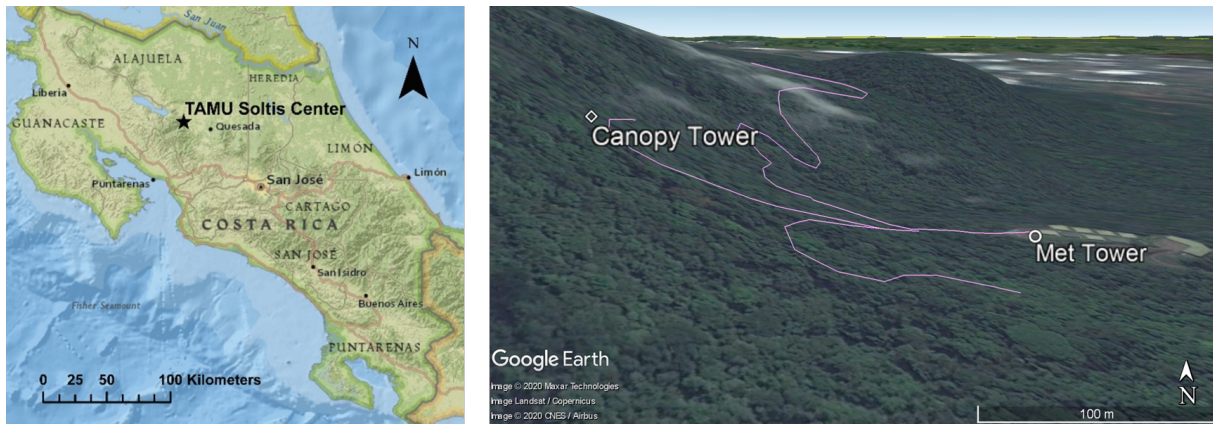 San Juan
N
ALAJUELA
HEREDIA
Liberia
TAMU Soltis Center
GUANACASTE
Quesada
LIMÓN
Limón
Puntarenas
San José
CARTAGO
COSTA RICA
SAN JOSÉ
San Isidro
Fisher Seamount
Buenos Aires
PUNTARENAS
0 25 50 100 Kilometers
Canopy Tower
Met Tower
Google Earth
Image © 2020 Maxar Technologies
Image Landsat / Copernicus
Image © 2020 CNES / Airbus
N
100 m